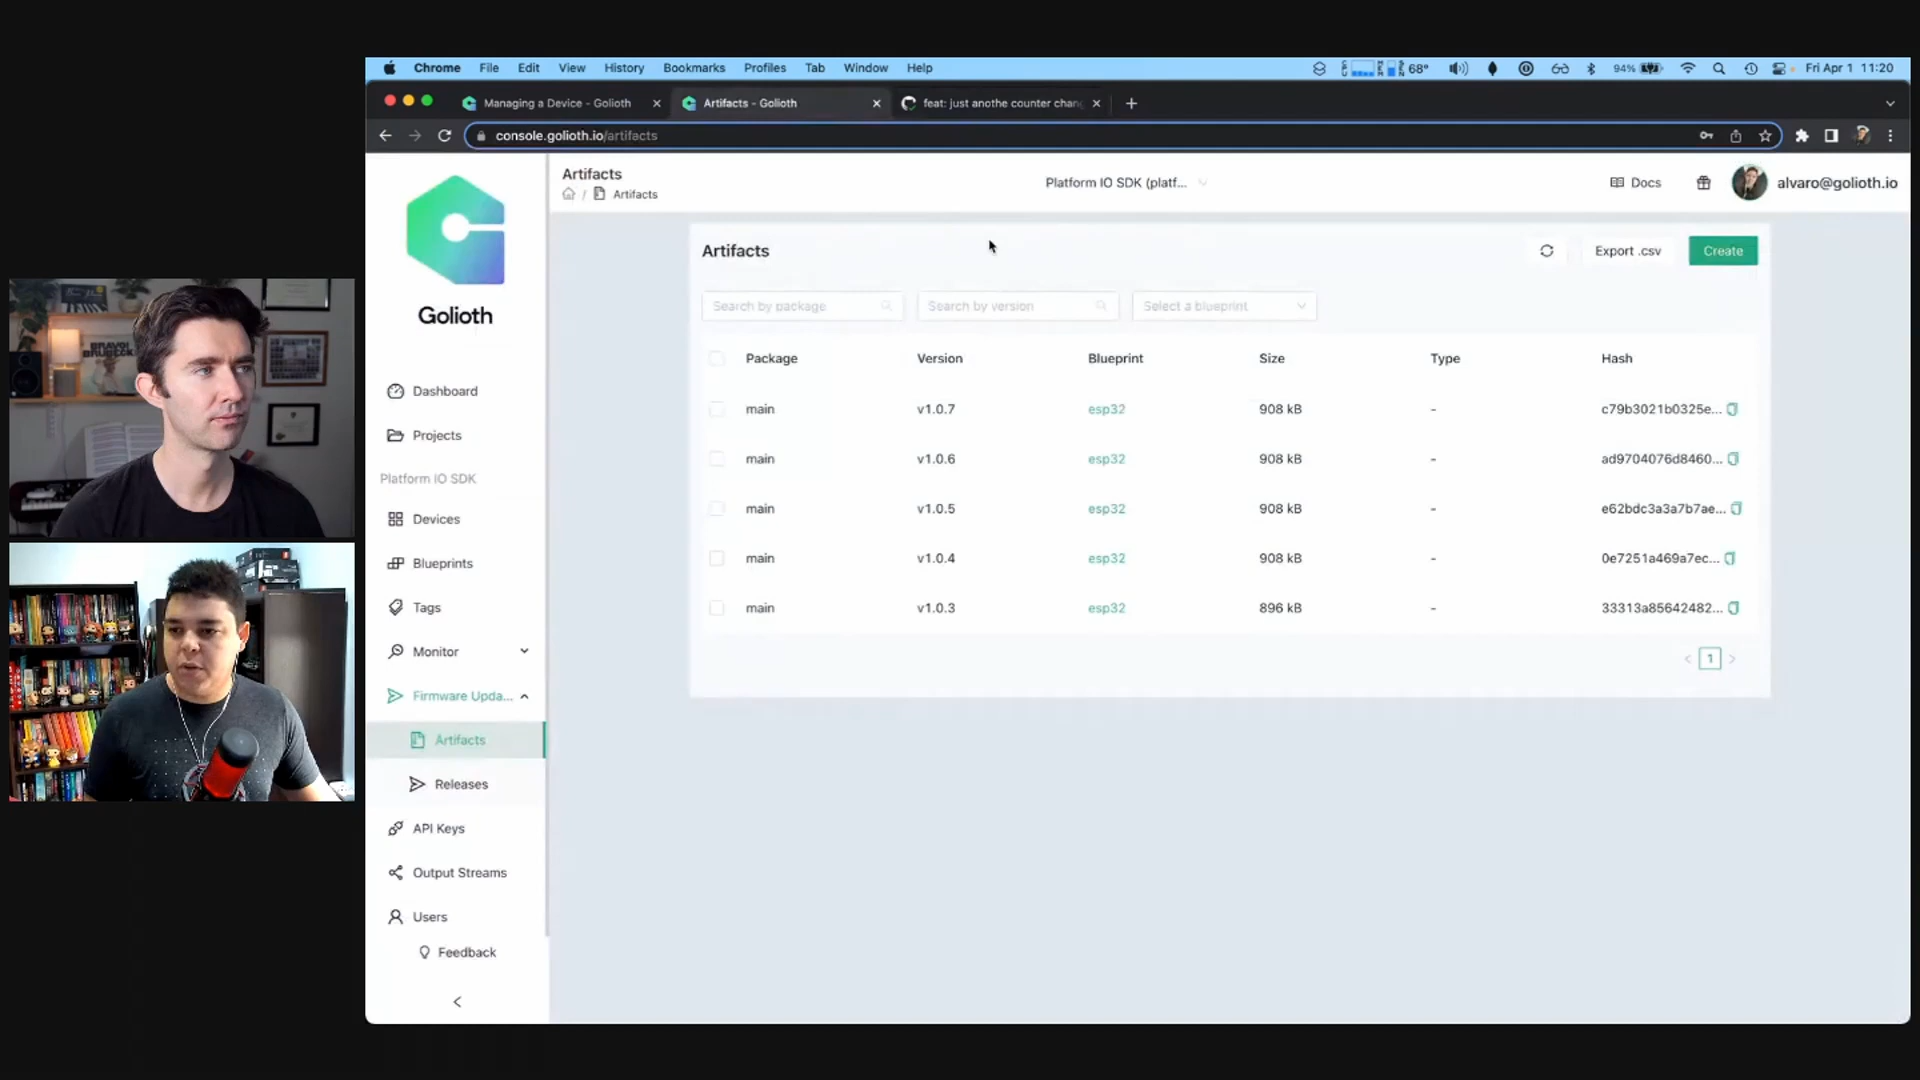 Chrome File Edit View History Bookmarks Profiles Tab Window Help 68° 94% Fri Apr 1 11:20
Managing a Device - Golioth Artifacts - Golioth feat: just anothe counter chan
console.golioth.io/artifacts
Golioth
Dashboard
Projects
Platform IO SDK
Devices
Blueprints
Tags
Monitor
Firmware Upda...
Artifacts
Releases
API Keys
Output Streams
Users
Feedback
Artifacts
/ Artifacts
Platform IO SDK (platf...
Docs
alvaro@golioth.io
Artifacts
Export .csv
Create
Search by package
Search by version
Select a blueprint
Package Version Blueprint Size Type Hash
main v1.0.7 esp32 908 kB - c79b3021b0325e...
main v1.0.6 esp32 908 kB - ad9704076d8460...
main v1.0.5 esp32 908 kB - e62bdc3a3a7b7ae...
main v1.0.4 esp32 908 kB - 0e7251a469a7ec...
main v1.0.3 esp32 896 kB - 33313a85642482...
< 1 >
BRAVO!
BRUBECK